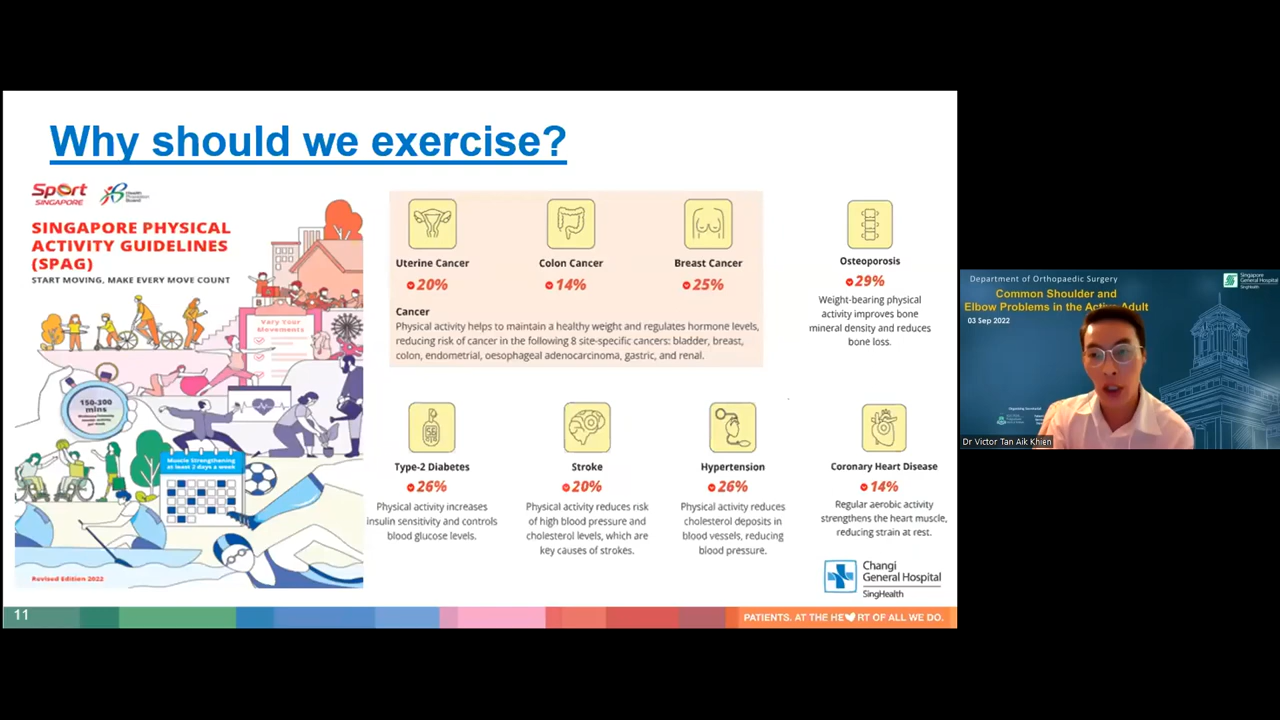 Why should we exercise?
Sport
SINGAPORE
Health
Promotion
Board
SINGAPORE PHYSICAL
ACTIVITY GUIDELINES
(SPAG)
START MOVING, MAKE EVERY MOVE COUNT
Vary Your
Movements
150-300
mins
Muscle Strengthening
at least 2 days a week
Revised Edition 2022
Uterine Cancer
20%
Colon Cancer
14%
Breast Cancer
25%
Cancer
Physical activity helps to maintain a healthy weight and regulates hormone levels,
reducing risk of cancer in the following 8 site-specific cancers: bladder, breast,
colon, endometrial, oesophageal adenocarcinoma, gastric, and renal.
Osteoporosis
29%
Weight-bearing physical
activity improves bone
mineral density and reduces
bone loss.
Type-2 Diabetes
26%
Physical activity increases
insulin sensitivity and controls
blood glucose levels.
Stroke
20%
Physical activity reduces risk
of high blood pressure and
cholesterol levels, which are
key causes of strokes.
Hypertension
26%
Physical activity reduces
cholesterol deposits in
blood vessels, reducing
blood pressure.
Coronary Heart Disease
14%
Regular aerobic activity
strengthens the heart muscle,
reducing strain at rest.
Changi
General Hospital
SingHealth
11
PATIENTS. AT THE HE RT OF ALL WE DO.
Department of Orthopaedic Surgery
Singapore
General Hospital
SingHealth
Common Shoulder and
Elbow Problems in the Active Adult
03 Sep 2022
Dr Victor Tan Aik Khien